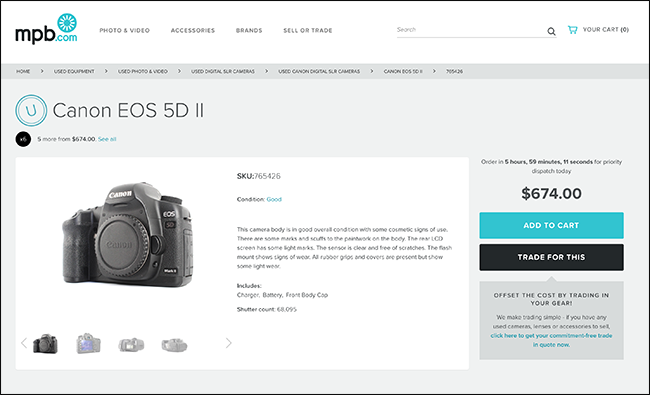 mpb.com
PHOTO & VIDEO ACCESSORIES BRANDS SELL OR TRADE
Search
YOUR CART (0)
HOME > USED EQUIPMENT > USED PHOTO & VIDEO > USED DIGITAL SLR CAMERAS > USED CANON DIGITAL SLR CAMERAS > CANON EOS 5D II > 765426
U
Canon EOS 5D II
x6
5 more from $674.00. See all
Canon
EOS
5D
Mark II
SKU:765426
Condition: Good
This camera body is in good overall condition with some cosmetic signs of use.
There are some marks and scuffs to the paintwork on the body. The rear LCD
screen has some light marks. The sensor is clear and free of scratches. The flash
mount shows signs of wear. All rubber grips and covers are present but show
some light wear.
Includes:
Charger, Battery, Front Body Cap
Shutter count: 68,095
Order in 5 hours, 59 minutes, 11 seconds for priority
dispatch today
$674.00
ADD TO CART
TRADE FOR THIS
OFFSET THE COST BY TRADING IN
YOUR GEAR!
We make trading simple - if you have any
used cameras, lenses or accessories to sell,
click here to get your commitment-free trade
in quote now.